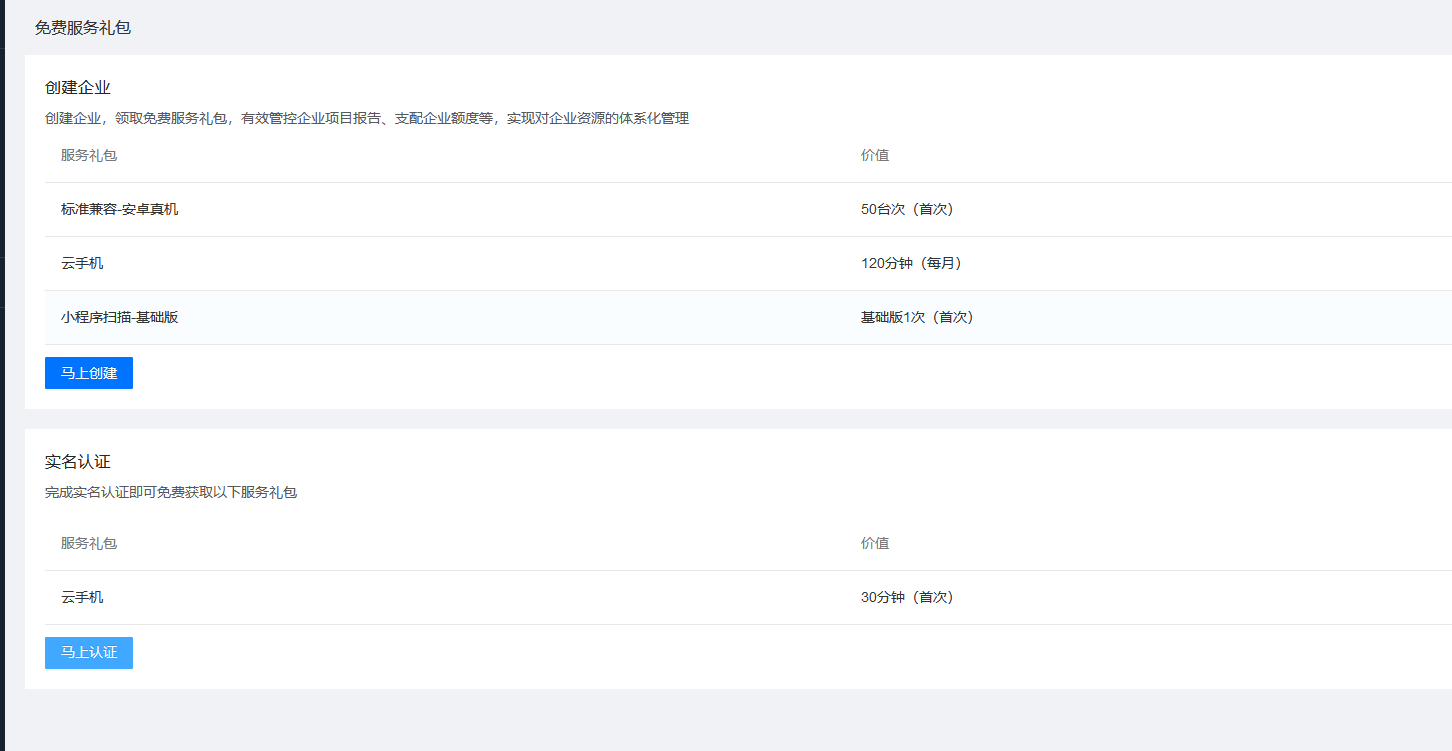 免费服务礼包
创建企业
创建企业，领取免费服务礼包，有效管控企业项目报告、支配企业额度等，实现对企业资源的体系化管理
服务礼包 价值
标准兼容-安卓真机 50台次（首次）
云手机 120分钟（每月）
小程序扫描-基础版 基础版1次（首次）
马上创建
实名认证
完成实名认证即可免费获取以下服务礼包
服务礼包 价值
云手机 30分钟（首次）
马上认证